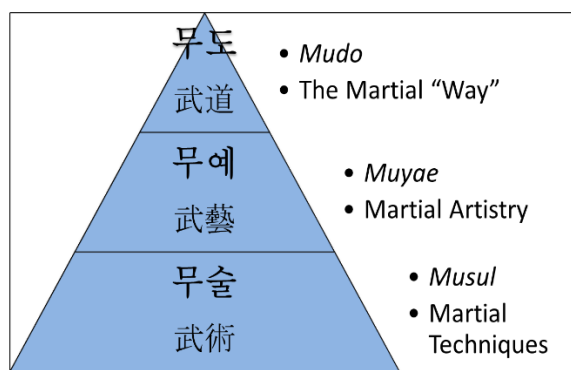 무도
武道
• Mudo
• The Martial “Way”
무예
武藝
• Muyae
• Martial Artistry
무술
武術
• Musul
• Martial
Techniques